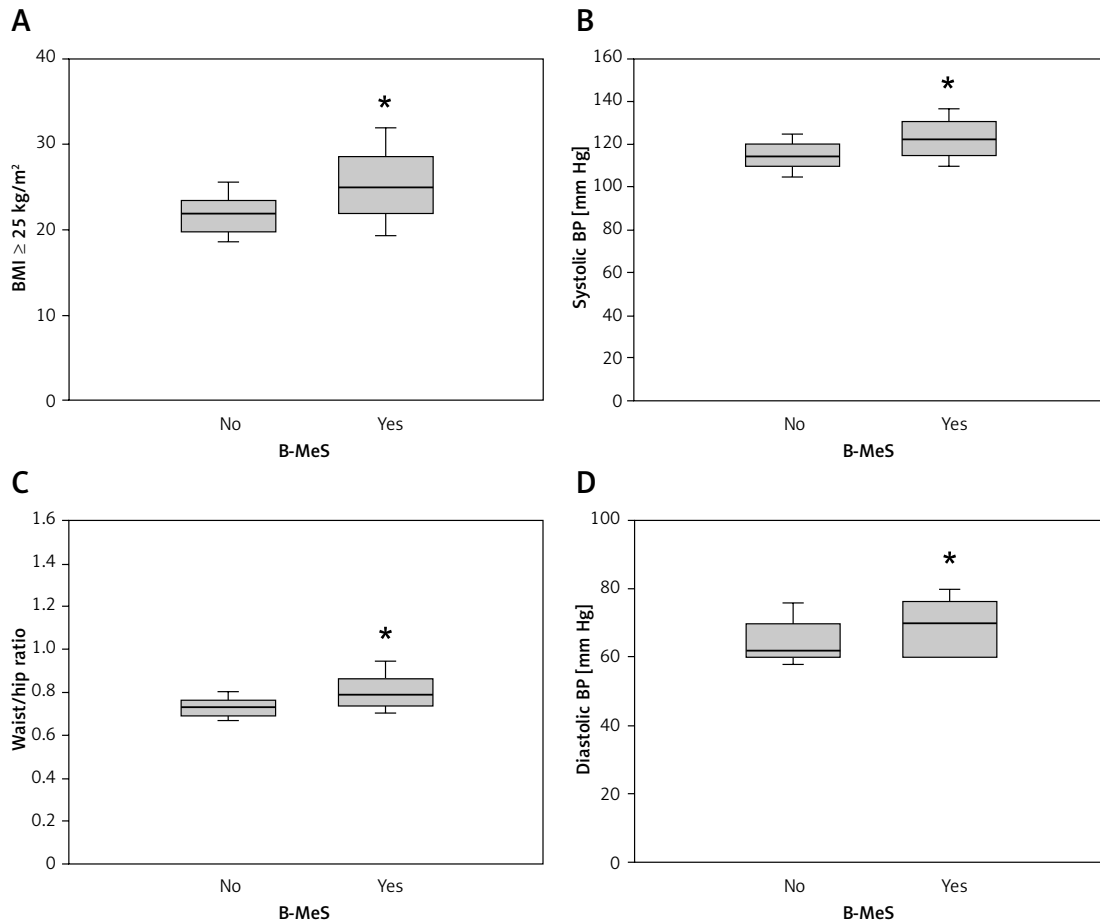 A
BMI ≥ 25 kg/m²
40
30
20
10
0
*
No Yes
B-MeS
B
Systolic BP [mm Hg]
160
140
120
100
80
60
40
20
0
*
No Yes
B-MeS
C
Waist/hip ratio
1.6
1.4
1.2
1.0
0.8
0.6
0.4
0.2
0
*
No Yes
B-MeS
D
Diastolic BP [mm Hg]
100
80
60
40
20
0
*
No Yes
B-MeS